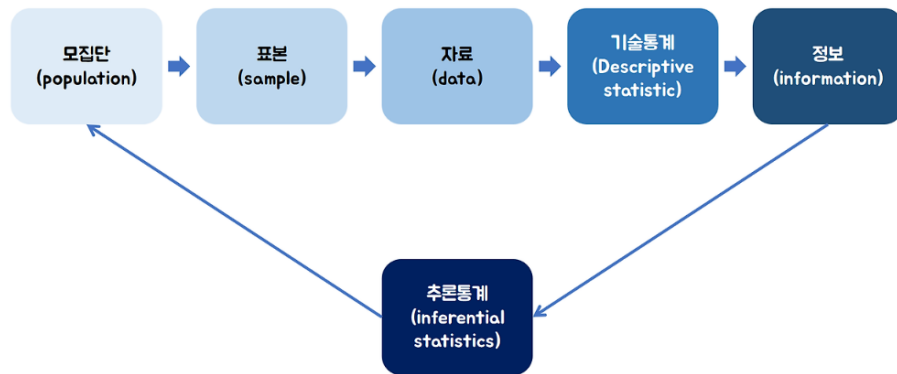 모집단
(population)
표본
(sample)
자료
(data)
기술통계
(Descriptive
statistic)
정보
(information)
추론통계
(inferential
statistics)